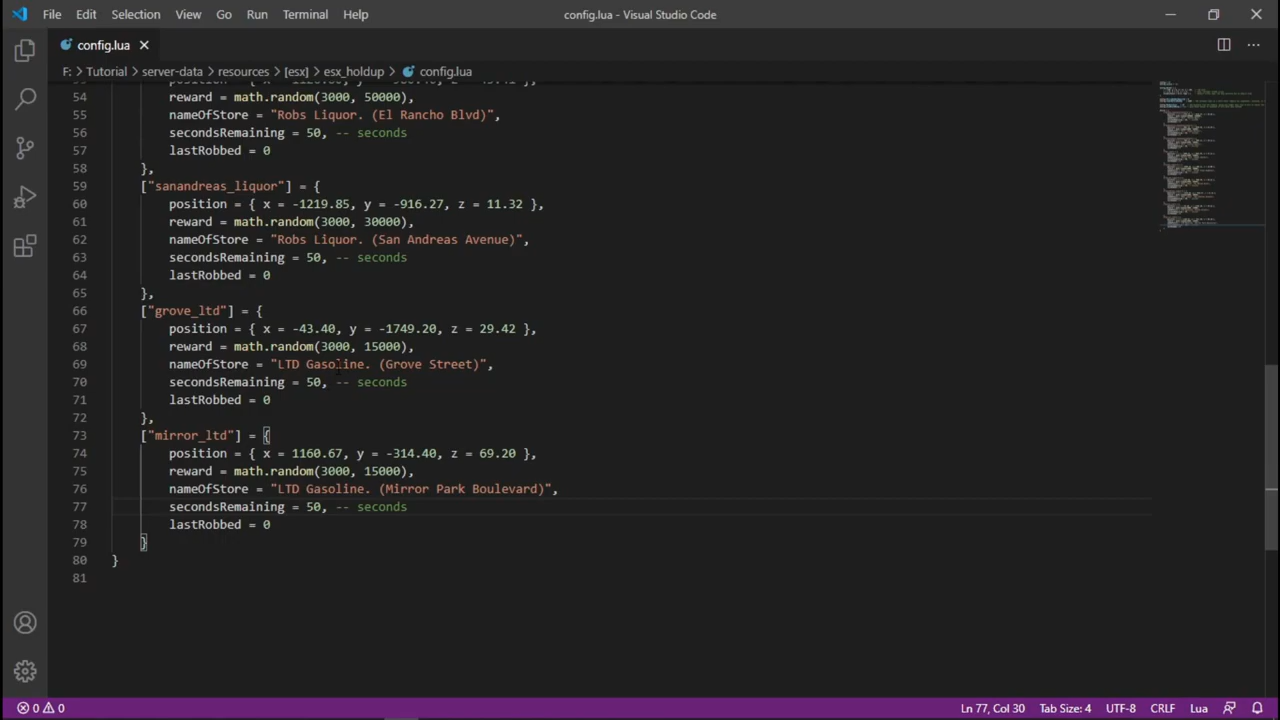 File Edit Selection View Go Run Terminal Help config.lua - Visual Studio Code
config.lua
F: > Tutorial > server-data > resources > [esx] > esx_holdup > config.lua
54 reward = math.random(3000, 50000),
55 nameOfStore = "Robs Liquor. (El Rancho Blvd)",
56 secondsRemaining = 50, -- seconds
57 lastRobbed = 0
58 },
59 ["sanandreas_liquor"] = {
60 position = { x = -1219.85, y = -916.27, z = 11.32 },
61 reward = math.random(3000, 30000),
62 nameOfStore = "Robs Liquor. (San Andreas Avenue)",
63 secondsRemaining = 50, -- seconds
64 lastRobbed = 0
65 },
66 ["grove_ltd"] = {
67 position = { x = -43.40, y = -1749.20, z = 29.42 },
68 reward = math.random(3000, 15000),
69 nameOfStore = "LTD Gasoline. (Grove Street)",
70 secondsRemaining = 50, -- seconds
71 lastRobbed = 0
72 },
73 ["mirror_ltd"] = {
74 position = { x = 1160.67, y = -314.40, z = 69.20 },
75 reward = math.random(3000, 15000),
76 nameOfStore = "LTD Gasoline. (Mirror Park Boulevard)",
77 secondsRemaining = 50, -- seconds
78 lastRobbed = 0
79 }
80 }
81
0 0 Ln 77, Col 30 Tab Size: 4 UTF-8 CRLF Lua